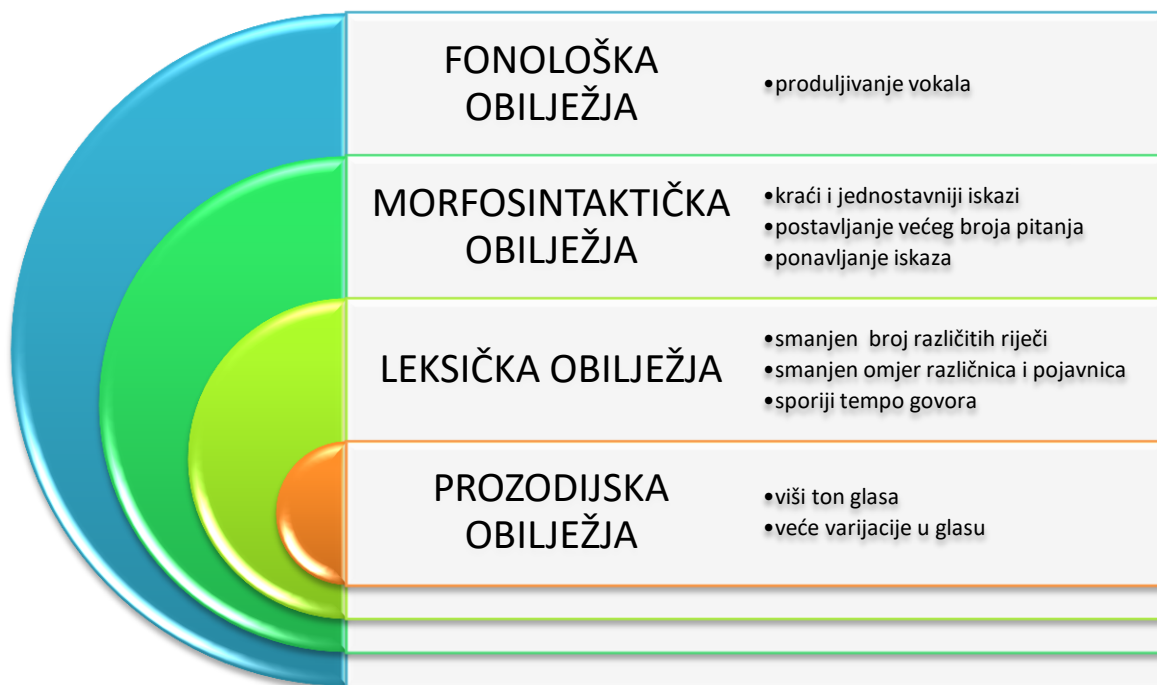 FONOLOŠKA
OBILJEŽJA
•produljivanje vokala
MORFOSINTAKTIČKA
OBILJEŽJA
•kraći i jednostavniji iskazi
•postavljanje većeg broja pitanja
•ponavljanje iskaza
LEKSIČKA OBILJEŽJA
•smanjen broj različitih riječi
•smanjen omjer različnica i pojavnica
•sporiji tempo govora
PROZODIJSKA
OBILJEŽJA
•viši ton glasa
•veće varijacije u glasu